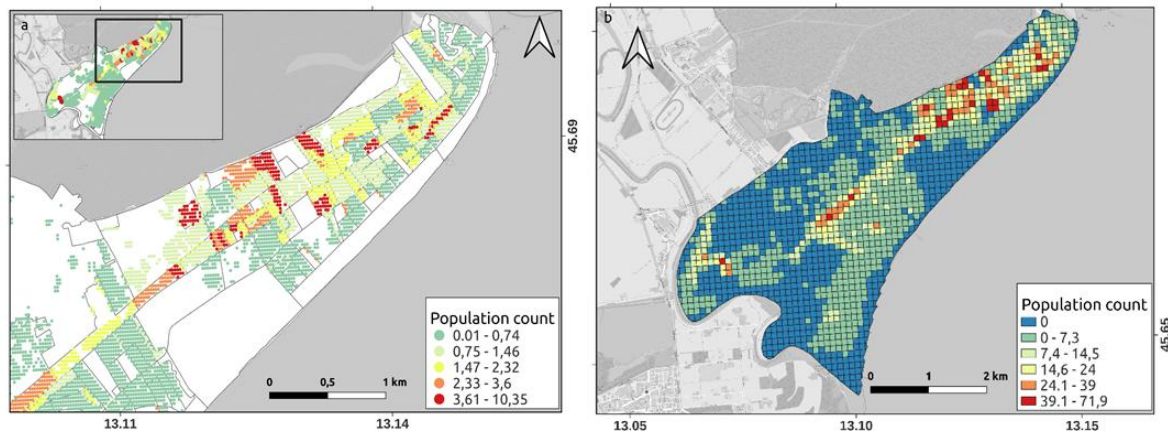 a
Population count
0.01 - 0,74
0,75 - 1,46
1,47 - 2,32
2,33 - 3,6
3,61 - 10,35
0 0,5 1 km
13.11 13.14
45.69
b
Population count
0
0 - 7,3
7,4 - 14,5
14,6 - 24
24.1 - 39
39.1 - 71,9
0 1 2 km
13.05 13.10 13.15
45.65